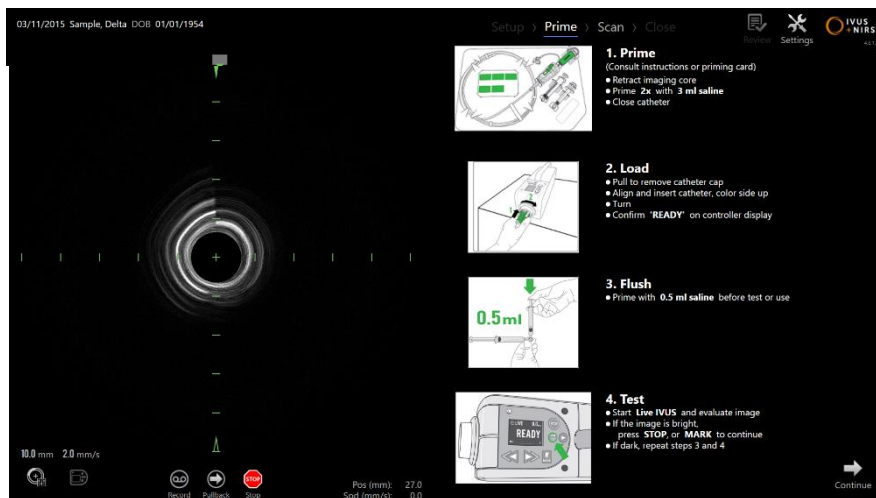 03/11/2015 Sample, Delta DOB 01/01/1954
Setup > Prime > Scan > Close
Review
Settings
IVUS
+NIRS
1. Prime
(Consult instructions or priming card)
• Retract imaging core
• Prime 2x with 3 ml saline
• Close catheter
2. Load
• Pull to remove catheter cap
• Align and insert catheter, color side up
• Turn
• Confirm "READY" on controller display
3. Flush
• Prime with 0.5 ml saline before test or use
0.5ml
4. Test
• Start Live IVUS and evaluate image
• If the image is bright,
press STOP, or MARK to continue
• If dark, repeat steps 3 and 4
LIVE
READY
10.0 mm 2.0 mm/s
STOP
Record Pullback Stop
Pos (mm): 27.0
Spd (mm/s): 0.0
Continue